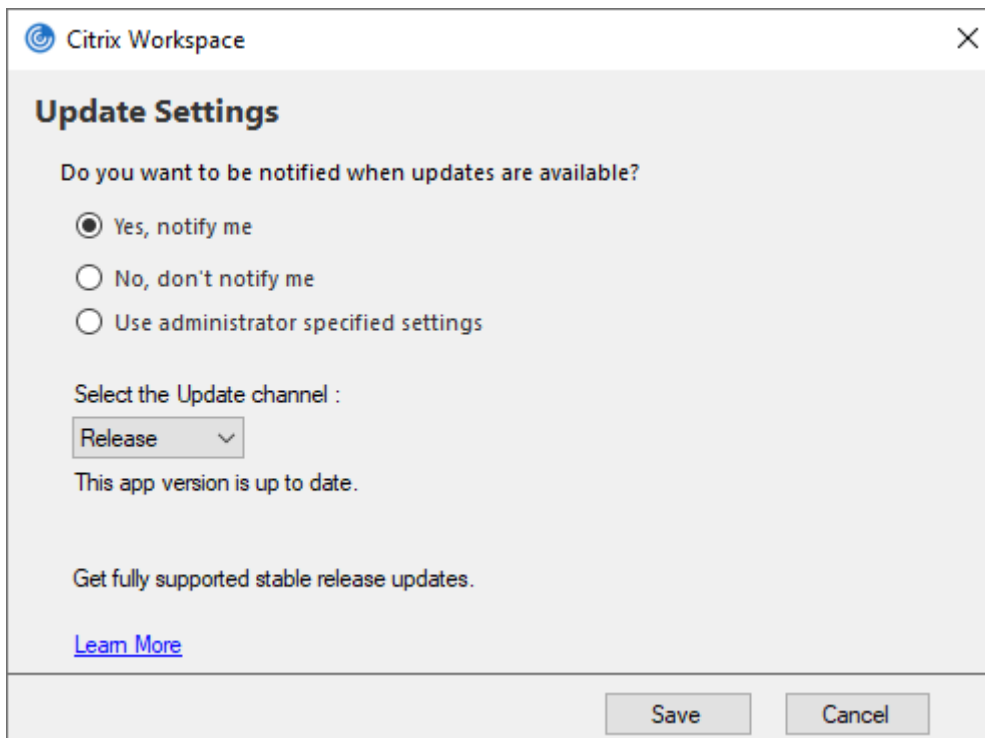 Citrix Workspace
Update Settings
Do you want to be notified when updates are available?
Yes, notify me
No, don't notify me
Use administrator specified settings
Select the Update channel :
Release
This app version is up to date.
Get fully supported stable release updates.
Learn More
Save
Cancel